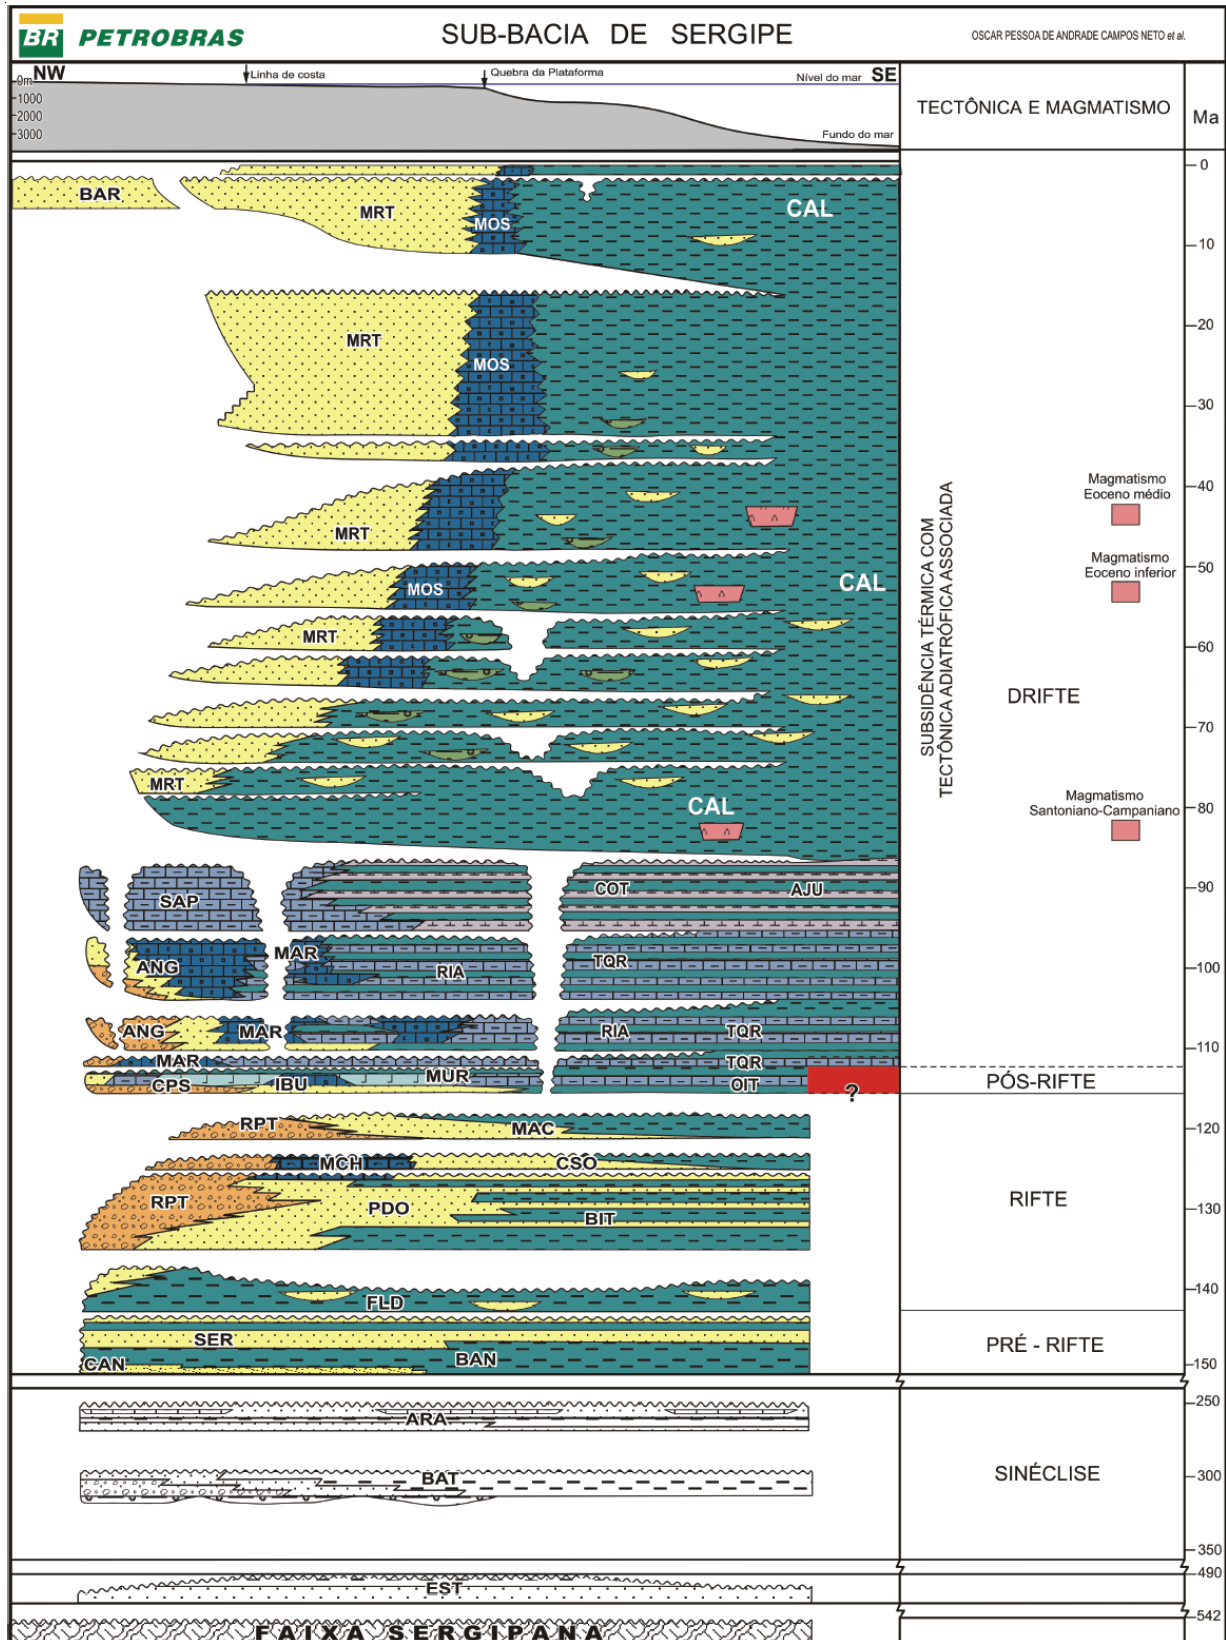 BR PETROBRAS
SUB-BACIA DE SERGIPE
OSCAR PESSOA DE ANDRADE CAMPOS NETO et al.
NW
Linha de costa
Quebra da Plataforma
Nível do mar
SE
0m
1000
2000
3000
Fundo do mar
TECTÔNICA E MAGMATISMO
Ma
0
BAR
MRT
MOS
CAL
10
20
MRT
MOS
30
40
Magmatismo
Eoceno médio
MRT
50
Magmatismo
Eoceno inferior
MOS
CAL
MRT
60
SUBSIDÊNCIA TÉRMICA COM
TECTÔNICA ADIATRÓFICA ASSOCIADA
DRIFTE
70
MRT
CAL
80
Magmatismo
Santoniano-Campaniano
SAP
COT
AJU
90
ANG
MAR
RIA
TQR
100
ANG
MAR
RIA
TQR
110
MAR
TQR
CPS
IBU
MUR
OIT
?
PÓS-RIFTE
RPT
MAC
120
MCH
CSO
RPT
PDO
BIT
RIFTE
130
140
FLD
SER
CAN
BAN
PRÉ - RIFTE
150
ARA
250
BAT
SINÉCLISE
300
350
EST
490
542
FAIXA SERGIPANA